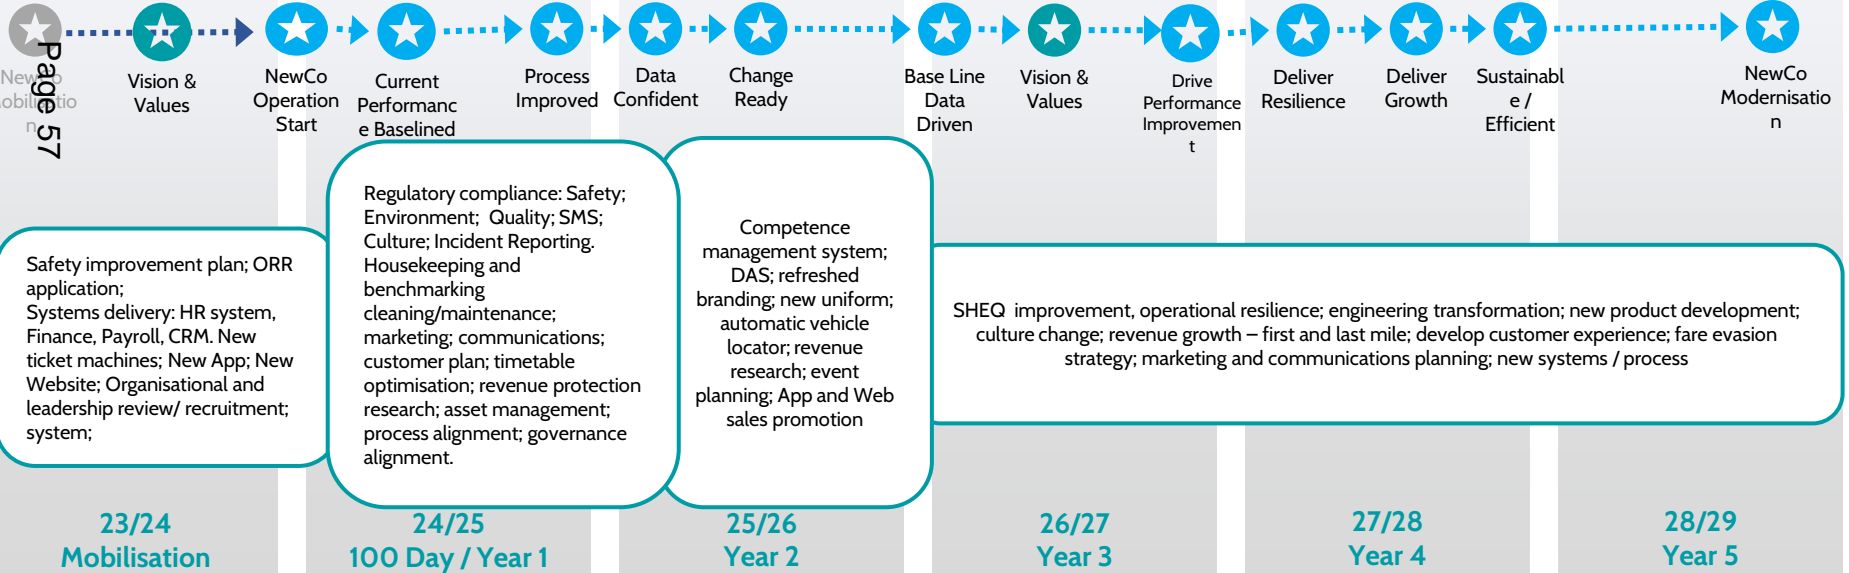 Page 57
NewCo
Mobilisatio
n
Vision &
Values
NewCo
Operation
Start
Current
Performanc
e Baselined
Process
Improved
Data
Confident
Change
Ready
Base Line
Data
Driven
Vision &
Values
Drive
Performance
Improvemen
t
Deliver
Resilience
Deliver
Growth
Sustainabl
e /
Efficient
NewCo
Modernisatio
n
Safety improvement plan; ORR
application;
Systems delivery: HR system,
Finance, Payroll, CRM. New
ticket machines; New App; New
Website; Organisational and
leadership review/ recruitment;
system;
Regulatory compliance: Safety;
Environment; Quality; SMS;
Culture; Incident Reporting.
Housekeeping and
benchmarking
cleaning/maintenance;
marketing; communications;
customer plan; timetable
optimisation; revenue protection
research; asset management;
process alignment; governance
alignment.
Competence
management system;
DAS; refreshed
branding; new uniform;
automatic vehicle
locator; revenue
research; event
planning; App and Web
sales promotion
SHEQ improvement, operational resilience; engineering transformation; new product development;
culture change; revenue growth – first and last mile; develop customer experience; fare evasion
strategy; marketing and communications planning; new systems / process
23/24
Mobilisation
24/25
100 Day / Year 1
25/26
Year 2
26/27
Year 3
27/28
Year 4
28/29
Year 5